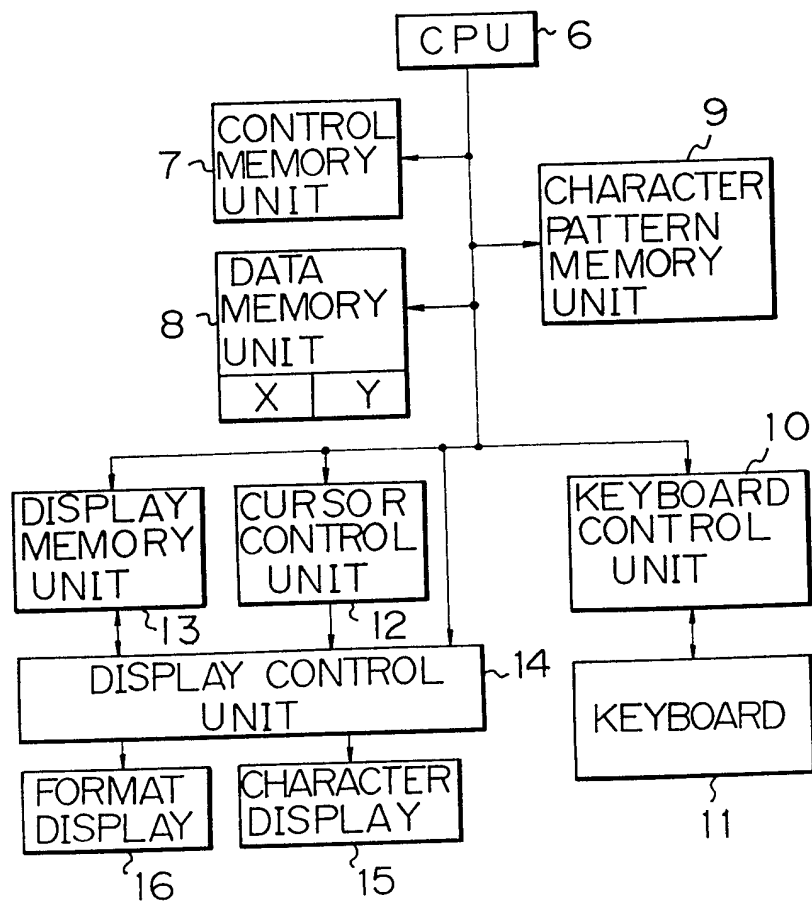 CPU
6
CONTROL
MEMORY
UNIT
7
9
CHARACTER
PATTERN
MEMORY
UNIT
DATA
MEMORY
UNIT
8
X Y
10
DISPLAY
MEMORY
UNIT
13
CURSOR
CONTROL
UNIT
12
KEYBOARD
CONTROL
UNIT
DISPLAY CONTROL
UNIT
14
KEYBOARD
11
FORMAT
DISPLAY
16
CHARACTER
DISPLAY
15